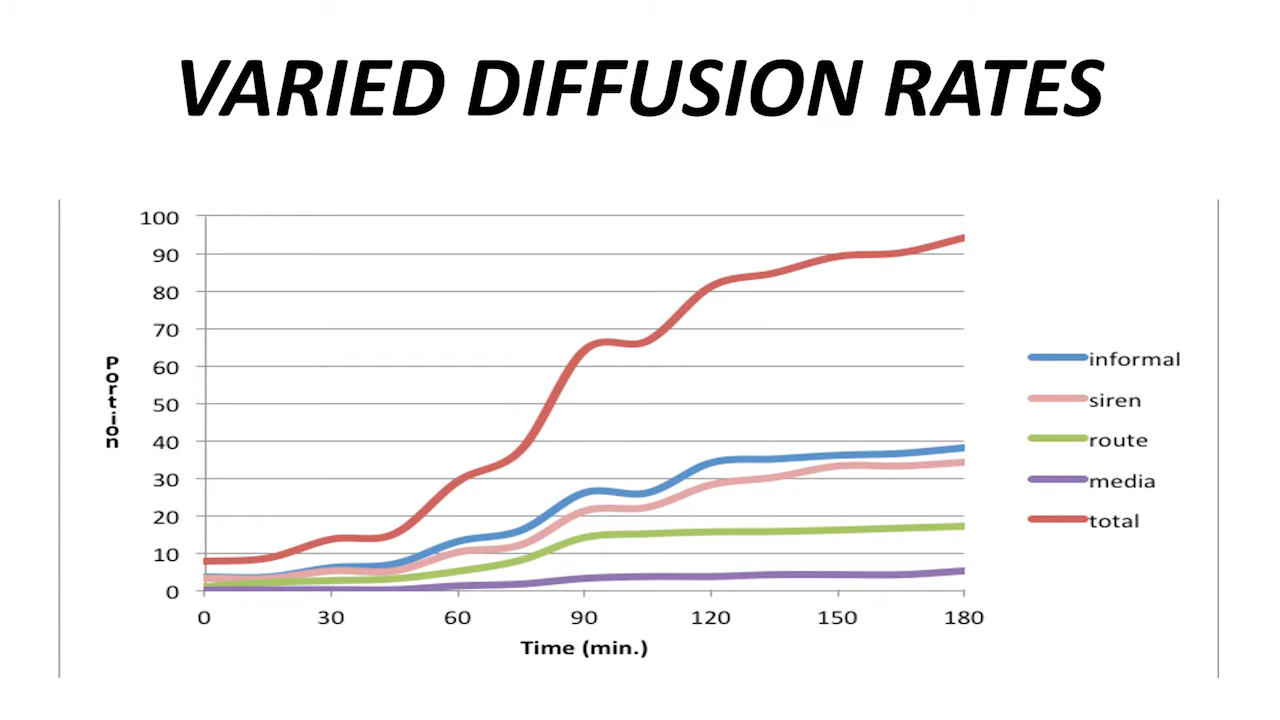 VARIED DIFFUSION RATES
100
90
80
70
60
50
40
30
20
10
0
Portion
0 30 60 90 120 150 180
Time (min.)
informal
siren
route
media
total